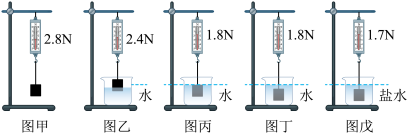 2.8N 2.4N 1.8N 1.8N 1.7N
水 水 水 盐水
图甲 图乙 图丙 图丁 图戊